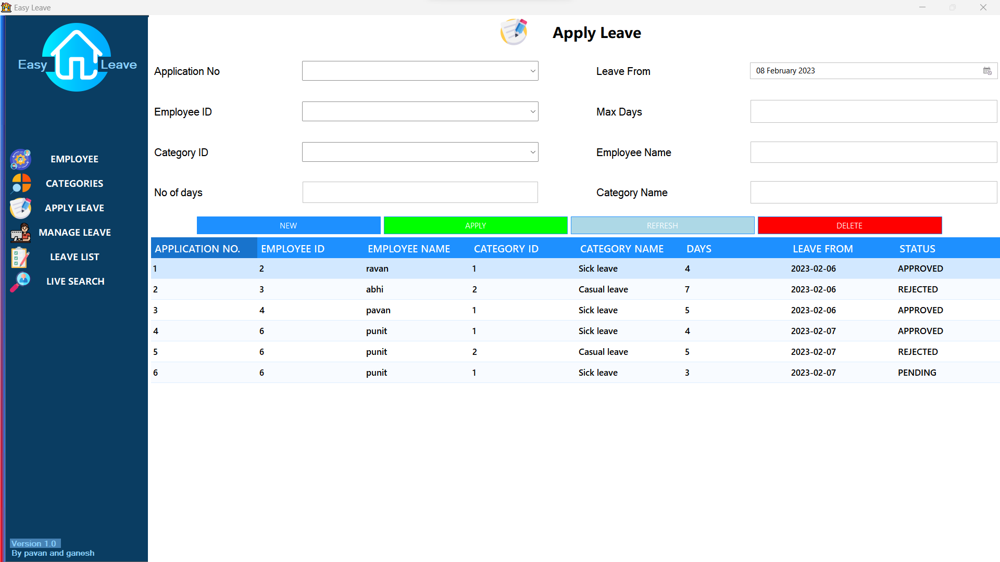 Easy Leave
Easy Leave
EMPLOYEE
CATEGORIES
APPLY LEAVE
MANAGE LEAVE
LEAVE LIST
LIVE SEARCH
Version 1.0
By pavan and ganesh
Apply Leave
Application No
Leave From 08 February 2023
Employee ID
Max Days
Category ID
Employee Name
No of days
Category Name
NEW APPLY REFRESH DELETE
APPLICATION NO. EMPLOYEE ID EMPLOYEE NAME CATEGORY ID CATEGORY NAME DAYS LEAVE FROM STATUS
1 2 ravan 1 Sick leave 4 2023-02-06 APPROVED
2 3 abhi 2 Casual leave 7 2023-02-06 REJECTED
3 4 pavan 1 Sick leave 5 2023-02-06 APPROVED
4 6 punit 1 Sick leave 4 2023-02-07 APPROVED
5 6 punit 2 Casual leave 5 2023-02-07 REJECTED
6 6 punit 1 Sick leave 3 2023-02-07 PENDING